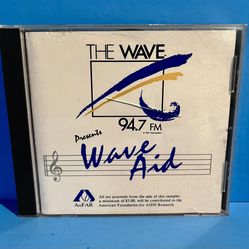 THE WAVE
94.7 FM
Presents
Wave
Aid
AmFAR
All net proceeds from the sale of this sampler,
a minimum of $3.00, will be contributed to the
American Foundation for AIDS Research.